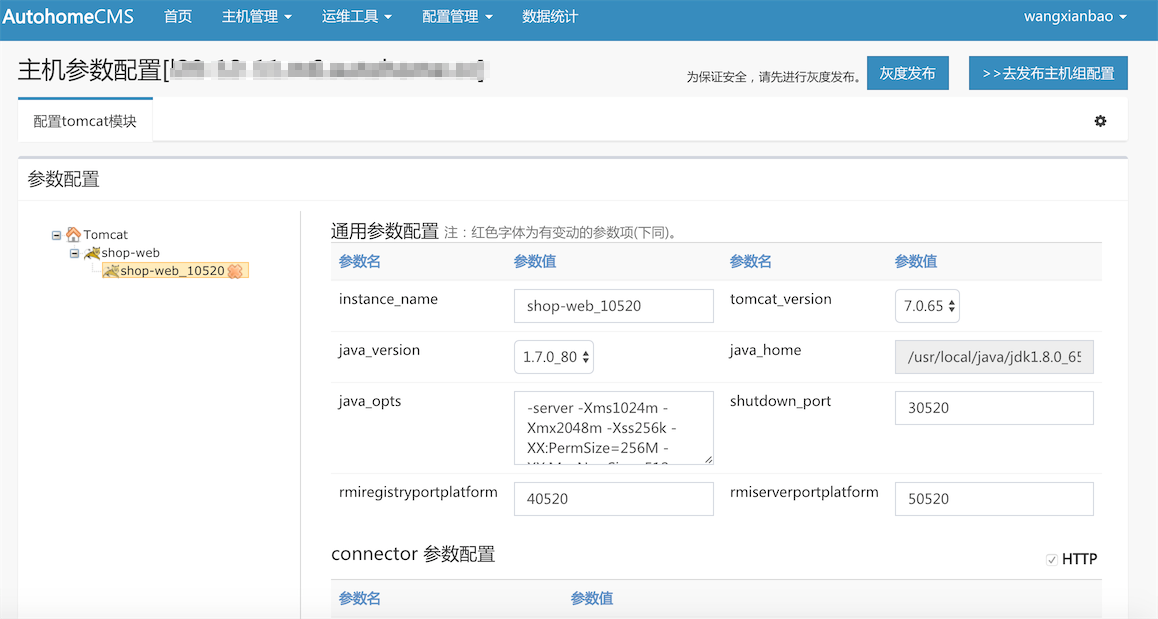 AutohomeCMS 首页 主机管理 运维工具 配置管理 数据统计 wangxianbao
主机参数配置[ ]
为保证安全，请先进行灰度发布。 灰度发布 >>去发布主机组配置
配置tomcat模块
参数配置
Tomcat
shop-web
shop-web_10520
通用参数配置 注：红色字体为有变动的参数项(下同)。
参数名 参数值 参数名 参数值
instance_name shop-web_10520 tomcat_version 7.0.65
java_version 1.7.0_80 java_home /usr/local/java/jdk1.8.0_65
java_opts -server -Xms1024m - shutdown_port 30520
Xmx2048m -Xss256k -
XX:PermSize=256M -
rmiregistryportplatform 40520 rmiserverportplatform 50520
connector 参数配置 HTTP
参数名 参数值